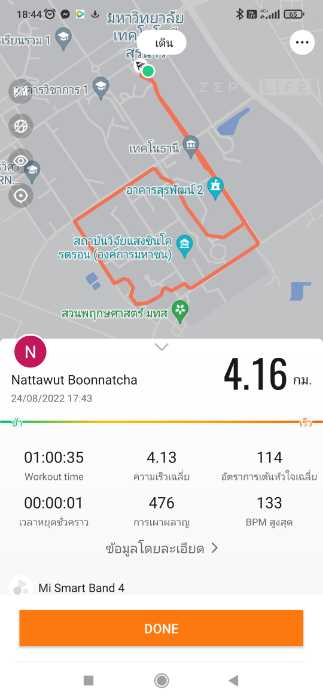 18:44
65
มหาวิทยาลัย
เทคโนโลยี
สุรนารี
เรียนรวม 1
เดิน
ารวิชาการ 1
ZEPP LIFE
เทคโนธานี
อาคารสุรพัฒน์ 2
สถาบันวิจัยแสงซินโค
รตรอน (องค์การมหาชน)
สวนพฤกษศาสตร์ มทส
N
Nattawut Boonnatcha
24/08/2022 17:43
4.16 กม.
ช้า
เร็ว
01:00:35
4.13
114
Workout time
ความเร็วเฉลี่ย
อัตราการเต้นหัวใจเฉลี่ย
00:00:01
476
133
เวลาหยุดชั่วคราว
การเผาผลาญ
BPM สูงสุด
ข้อมูลโดยละเอียด
Mi Smart Band 4
DONE